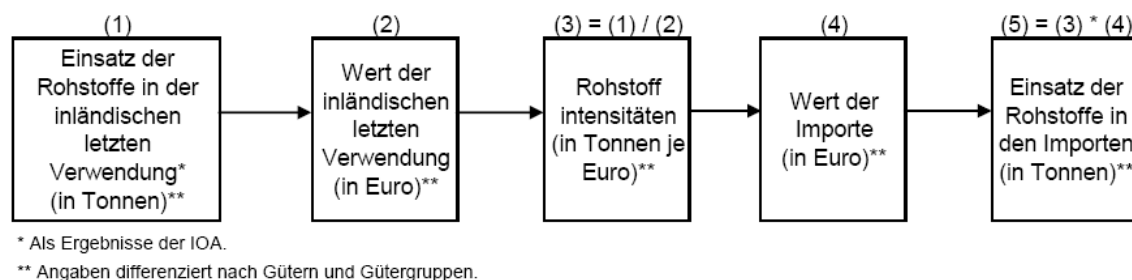 (1)
(2)
(3) = (1) / (2)
(4)
(5) = (3) * (4)
Einsatz der
Rohstoffe in der
inländischen
letzten
Verwendung*
(in Tonnen)**
Wert der
inländischen
letzten
Verwendung
(in Euro)**
Rohstoff
intensitäten
(in Tonnen je
Euro)**
Wert der
Importe
(in Euro)**
Einsatz der
Rohstoffe in
den Importen
(in Tonnen)**
* Als Ergebnisse der IOA.
** Angaben differenziert nach Gütern und Gütergruppen.